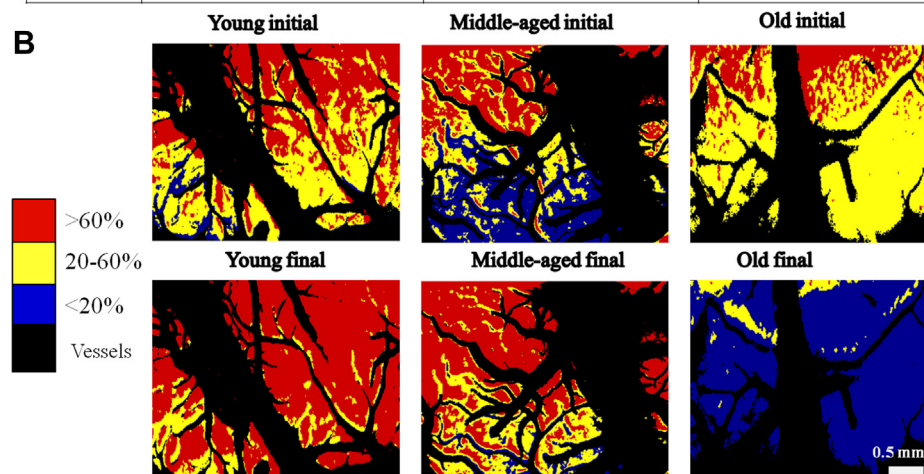 Young initial
Middle-aged initial
Old initial
B
>60%
20-60%
<20%
Vessels
Young final
Middle-aged final
Old final
0.5 mm